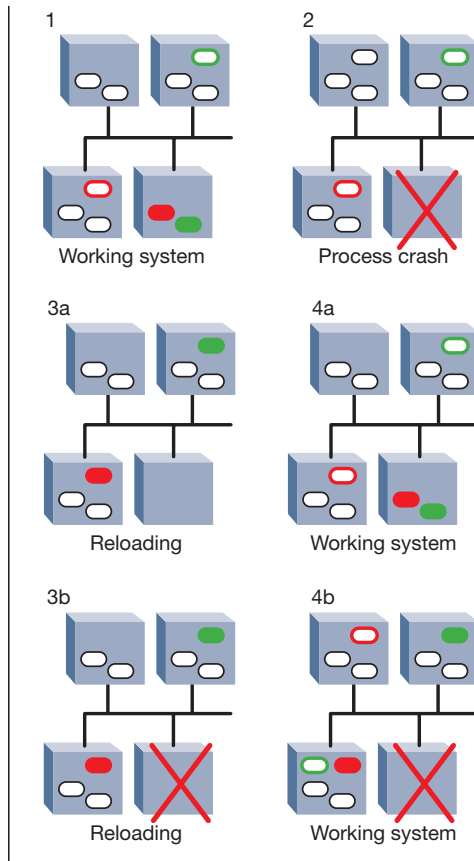 1
2
Working system
Process crash
3a
4a
Reloading
Working system
3b
4b
Reloading
Working system